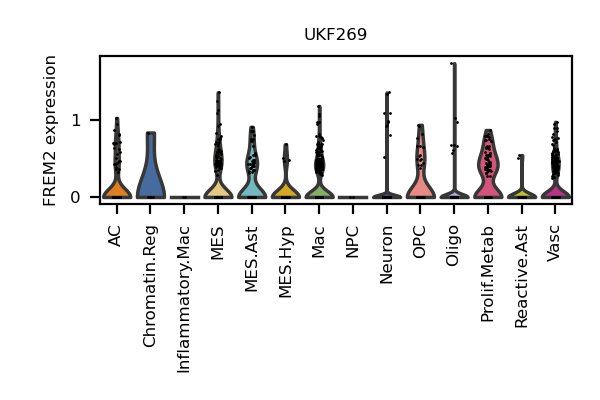 UKF269
FREM2 expression
1
0
AC
Chromatin.Reg
Inflammatory.Mac
MES
MES.Ast
MES.Hyp
Mac
NPC
Neuron
OPC
Oligo
Prolif.Metab
Reactive.Ast
Vasc